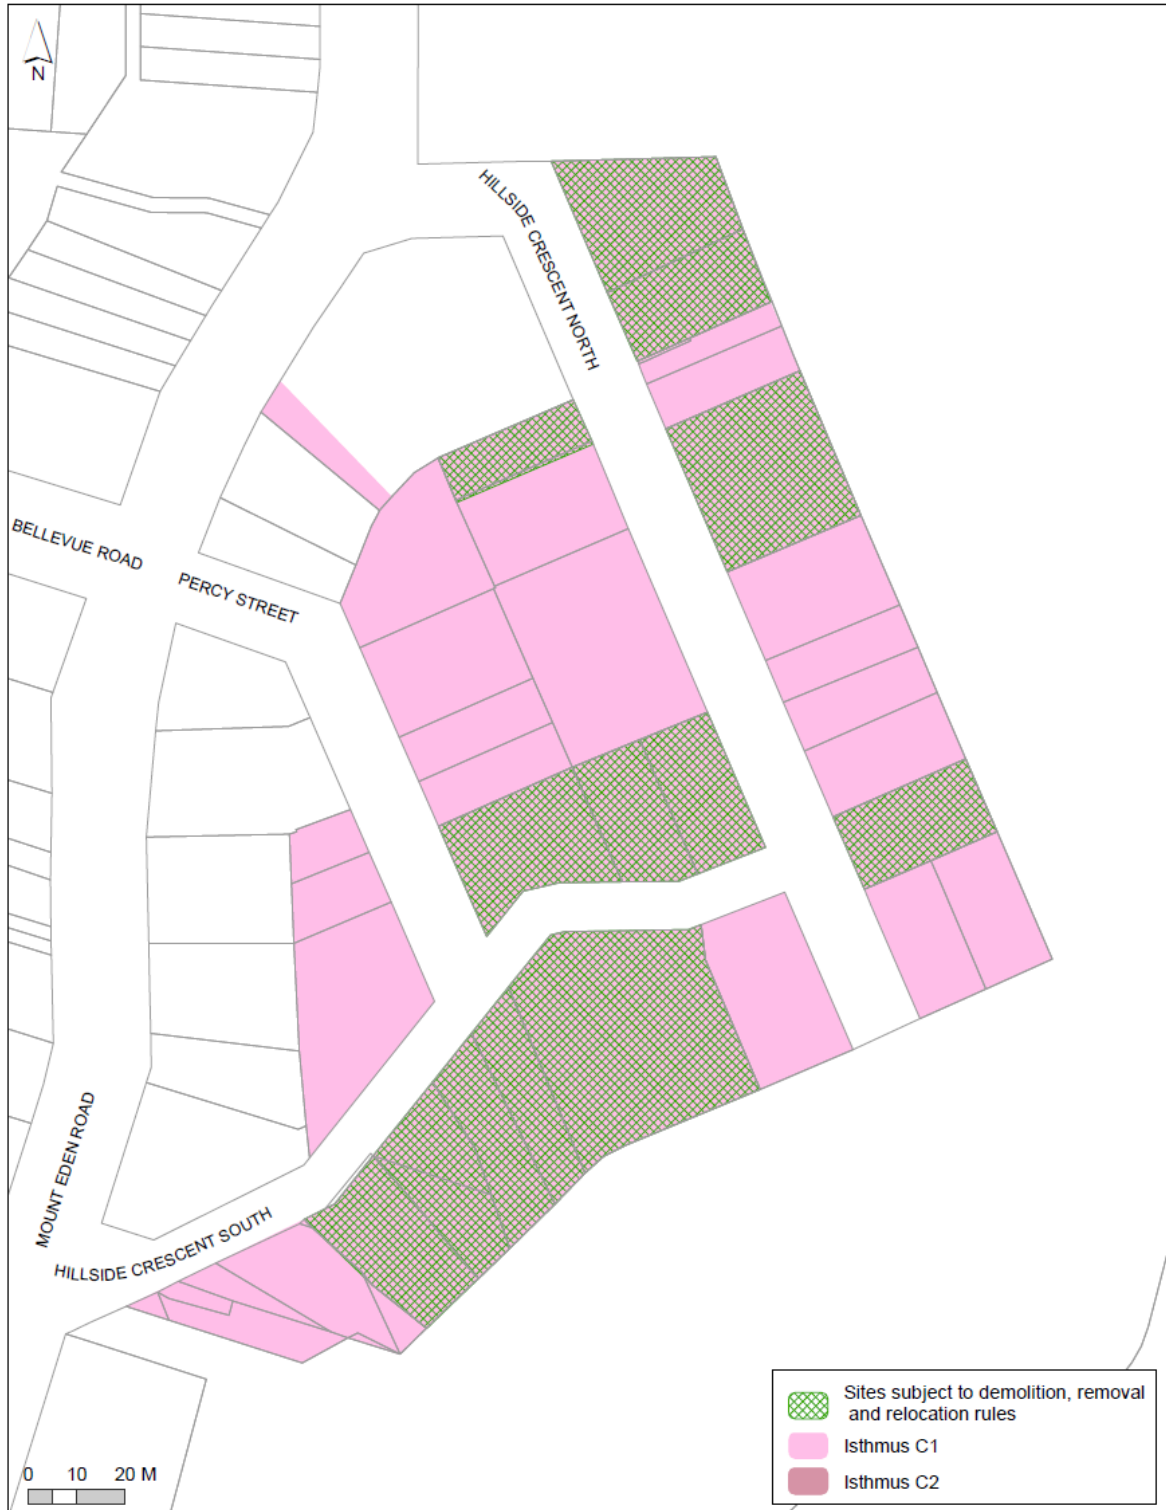 N
HILLSIDE CRESCENT NORTH
BELLEVUE ROAD
PERCY STREET
MOUNT EDEN ROAD
HILLSIDE CRESCENT SOUTH
0 10 20 M
Sites subject to demolition, removal
and relocation rules
Isthmus C1
Isthmus C2